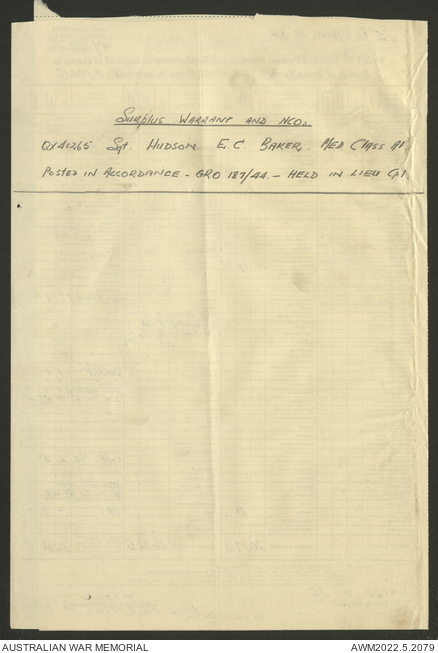 Surplus Warrant and NCOs
QX41265 Sgt. Hudson E.C. Baker, Med Class A1
Posted in Accordance - GRO 187/44 - Held in Lieu Cpl.
AUSTRALIAN WAR MEMORIAL
AWM2022.5.2079